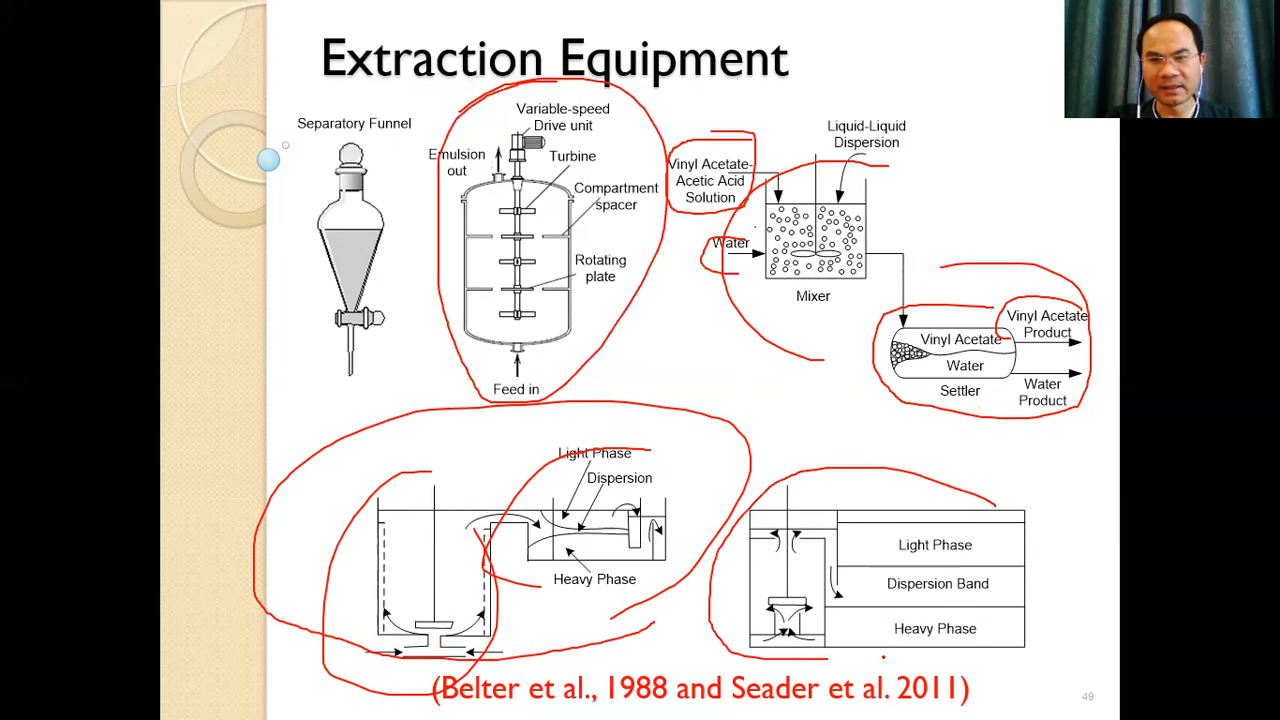 Extraction Equipment
Separatory Funnel
Variable-speed
Drive unit
Emulsion
out
Turbine
Compartment
spacer
Rotating
plate
Feed in
Vinyl Acetate-
Acetic Acid
Solution
Water
Liquid-Liquid
Dispersion
Mixer
Vinyl Acetate
Water
Settler
Vinyl Acetate
Product
Water
Product
Light Phase
Dispersion
Heavy Phase
Light Phase
Dispersion Band
Heavy Phase
(Belter et al., 1988 and Seader et al. 2011)
49